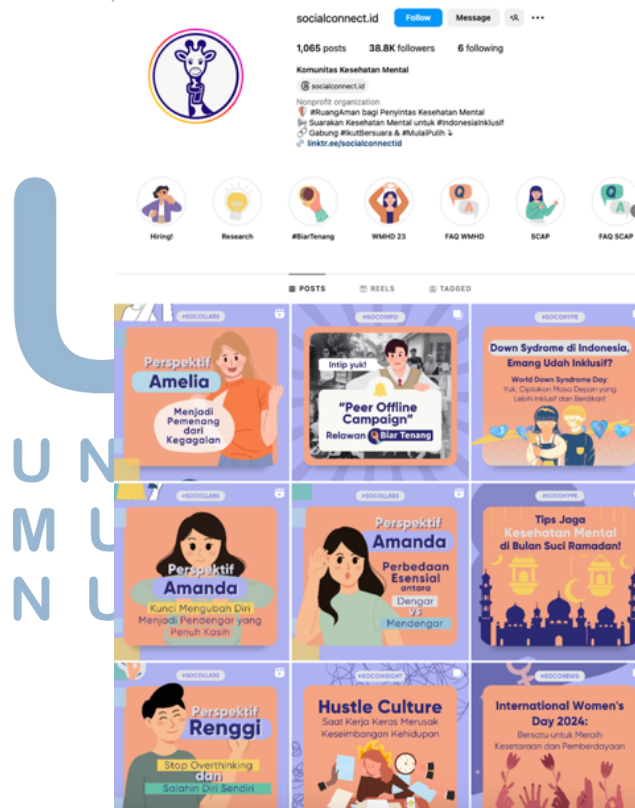 socialconnect.id Follow Message
1,065 posts 38.8K followers 6 following
Komunitas Kesehatan Mental
socialconnect.id
Nonprofit organization
#RuangAman bagi Penyintas Kesehatan Mental
Suarakan Kesehatan Mental untuk #IndonesiaInklusif
Gabung #IkutBersuara & #MulaiPulih
linktr.ee/socialconnectid
Hiring! Research #BiarTenang WMHD 23 FAQ WMHD SCAP FAQ SCAP
POSTS REELS TAGGED
#SOCOLLABS
Perspektif
Amelia
Menjadi
Pemenang
dari
Kegagalan
#SOCOINFO
Intip yuk!
"Peer Offline
Campaign"
Relawan Biar Tenang
#SOCOHYPE
Down Sydrome di Indonesia,
Emang Udah Inklusif?
World Down Syndrome Day:
Yuk, Ciptakan Masa Depan yang
Lebih Inklusif dan Berdikari!
#SOCOLLABS
Perspektif
Amanda
Kunci Mengubah Diri
Menjadi Pendengar yang
Penuh Kasih
#SOCOLLABS
Perspektif
Amanda
Perbedaan
Esensial
antara
Dengar
VS
Mendengar
#SOCOHYPE
Tips Jaga
Kesehatan Mental
di Bulan Suci Ramadan!
#SOCOLLABS
Perspektif
Renggi
Stop Overthinking
dan
Salahin Diri Sendiri
#SOCOINSIGHT
Hustle Culture
Saat Kerja Keras Merusak
Keseimbangan Kehidupan
#SOCONEWS
International Women's
Day 2024:
Bersatu untuk Meraih
Kesetaraan dan Pemberdayaan
U N
M U
N U